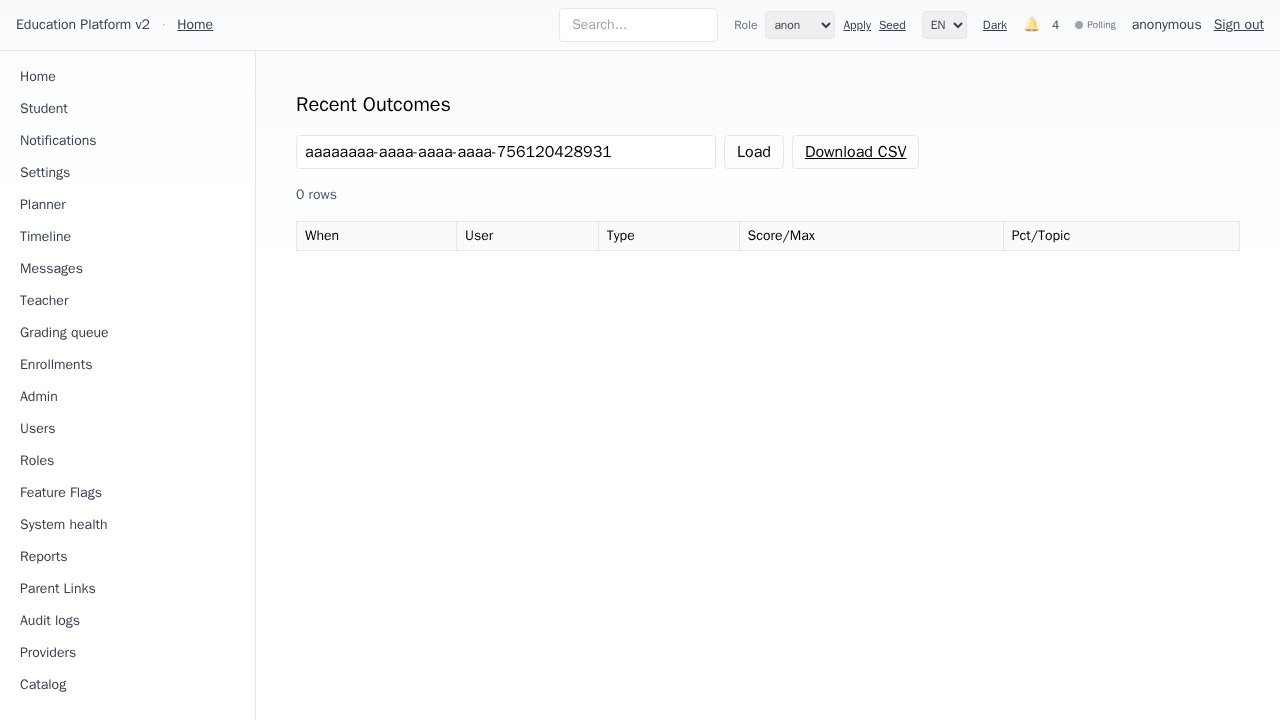 Education Platform v2 · Home
Search...
Role anon Apply Seed EN Dark 🔔 4 Polling anonymous Sign out
Home
Student
Notifications
Settings
Planner
Timeline
Messages
Teacher
Grading queue
Enrollments
Admin
Users
Roles
Feature Flags
System health
Reports
Parent Links
Audit logs
Providers
Catalog
Recent Outcomes
aaaaaaaa-aaaa-aaaa-aaaa-756120428931 Load Download CSV
0 rows
When User Type Score/Max Pct/Topic